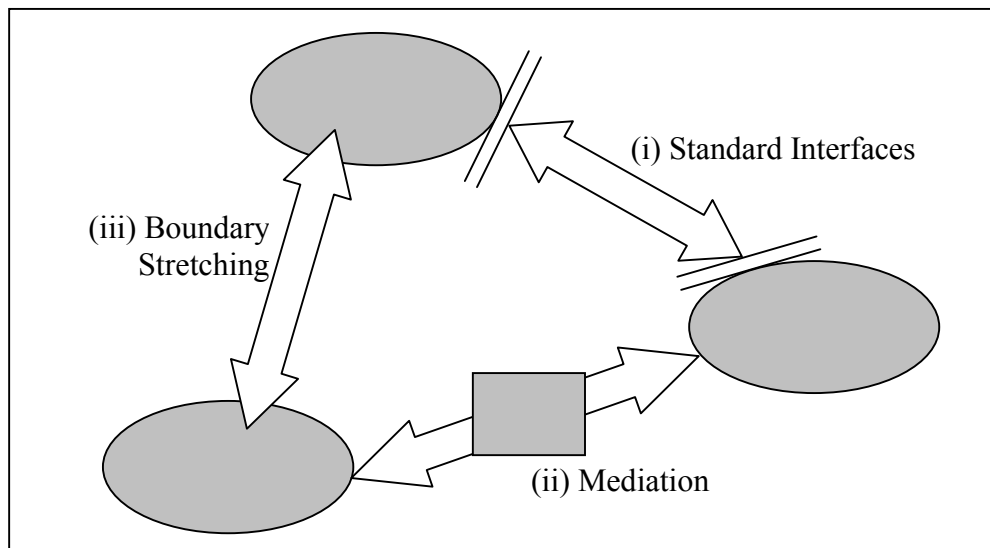 (i) Standard Interfaces
(iii) Boundary
Stretching
(ii) Mediation